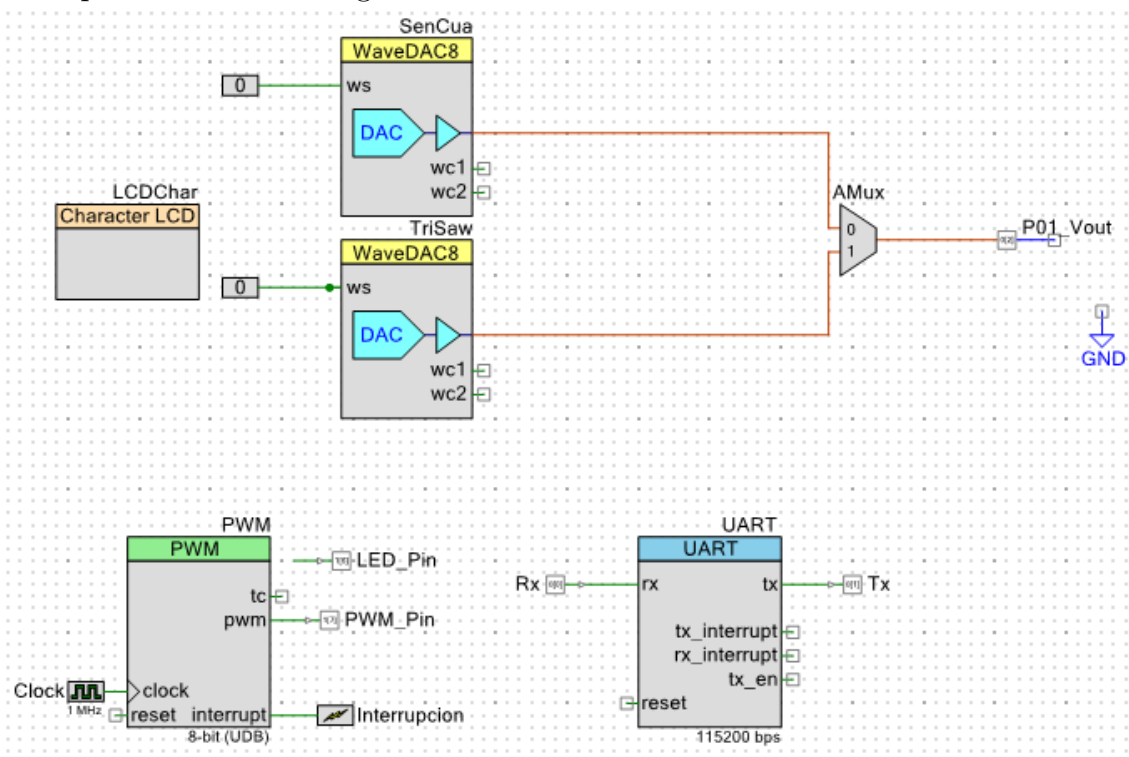 SenCua
WaveDAC8
0
ws
DAC
wc1
wc2
LCDChar
Character LCD
AMux
0
1
P01_Vout
TriSaw
WaveDAC8
0
ws
DAC
wc1
wc2
GND
PWM
PWM
LED_Pin
tc
pwm
PWM_Pin
Clock
1 MHz
clock
reset
interrupt
Interrupcion
8-bit (UDB)
UART
UART
Rx
rx
tx
Tx
tx_interrupt
rx_interrupt
tx_en
reset
115200 bps